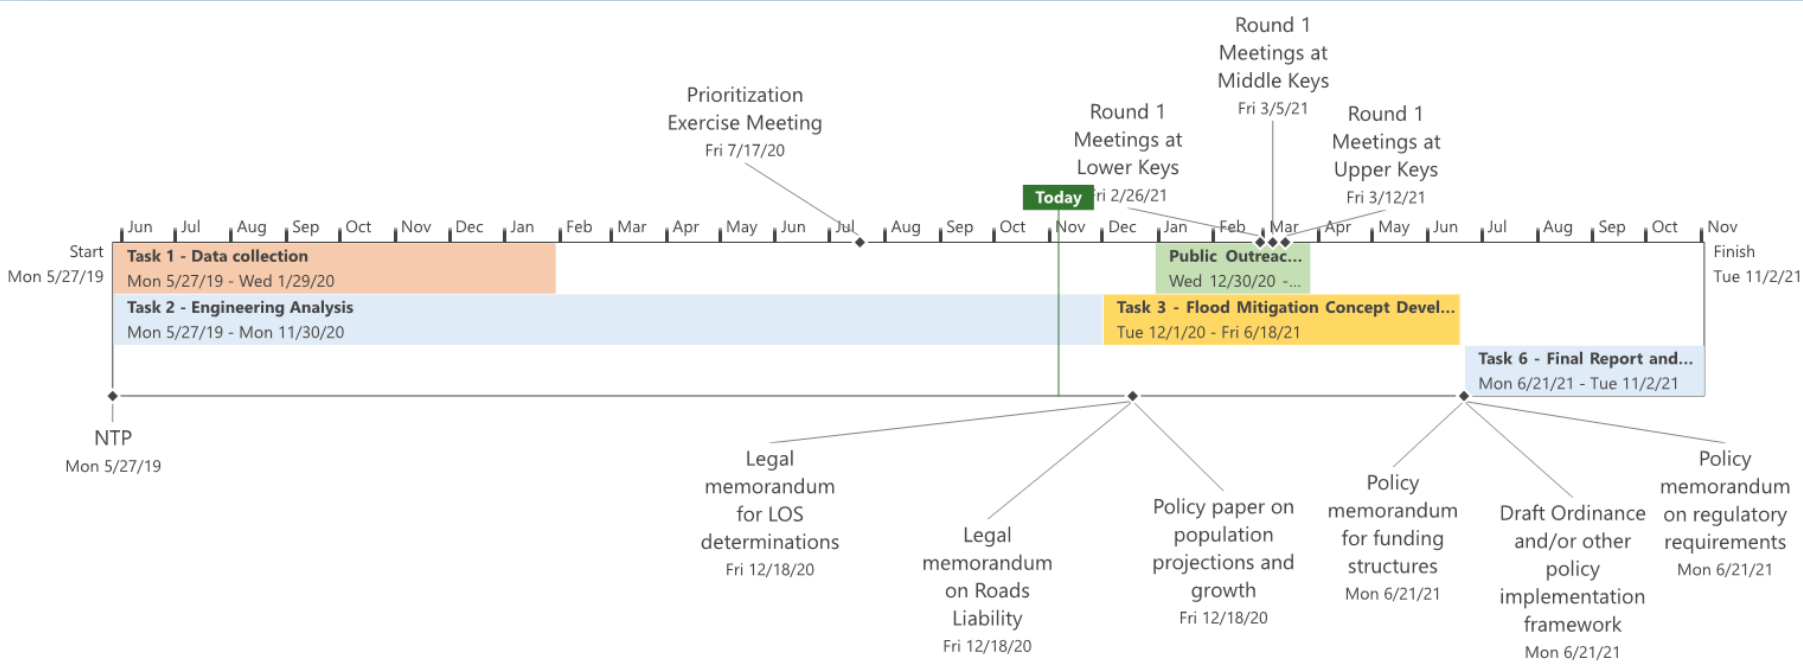 Round 1
Meetings at
Middle Keys
Fri 3/5/21
Prioritization
Exercise Meeting
Fri 7/17/20
Round 1
Meetings at
Lower Keys
Fri 2/26/21
Round 1
Meetings at
Upper Keys
Fri 3/12/21
Today
Jun Jul Aug Sep Oct Nov Dec Jan Feb Mar Apr May Jun Jul Aug Sep Oct Nov Dec Jan Feb Mar Apr May Jun Jul Aug Sep Oct Nov
Start
Mon 5/27/19
Task 1 - Data collection
Mon 5/27/19 - Wed 1/29/20
Public Outreac...
Wed 12/30/20 -...
Finish
Tue 11/2/21
Task 2 - Engineering Analysis
Mon 5/27/19 - Mon 11/30/20
Task 3 - Flood Mitigation Concept Devel...
Tue 12/1/20 - Fri 6/18/21
Task 6 - Final Report and...
Mon 6/21/21 - Tue 11/2/21
NTP
Mon 5/27/19
Legal
memorandum
for LOS
determinations
Fri 12/18/20
Legal
memorandum
on Roads
Liability
Fri 12/18/20
Policy paper on
population
projections and
growth
Fri 12/18/20
Policy
memorandum
for funding
structures
Mon 6/21/21
Draft Ordinance
and/or other
policy
implementation
framework
Mon 6/21/21
Policy
memorandum
on regulatory
requirements
Mon 6/21/21